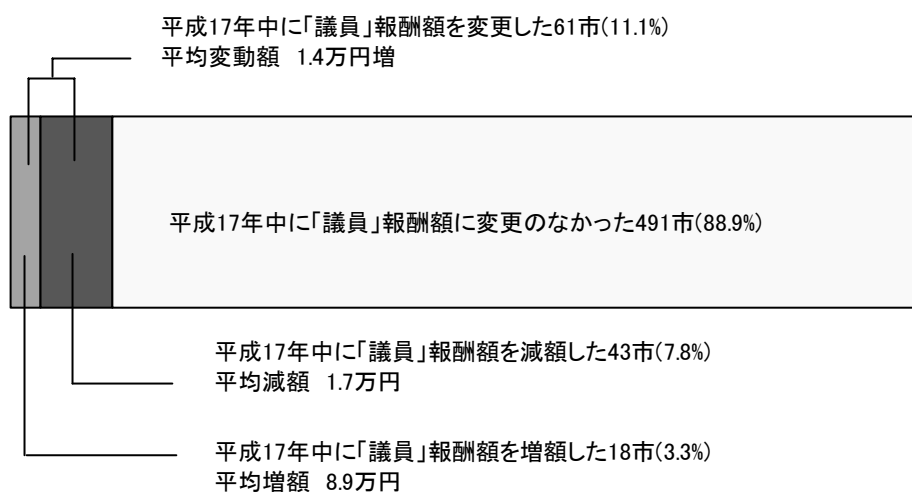 平成17年中に「議員」報酬額を変更した61市(11.1%)
平均変動額 1.4万円増
平成17年中に「議員」報酬額に変更のなかった491市(88.9%)
平成17年中に「議員」報酬額を減額した43市(7.8%)
平均減額 1.7万円
平成17年中に「議員」報酬額を増額した18市(3.3%)
平均増額 8.9万円